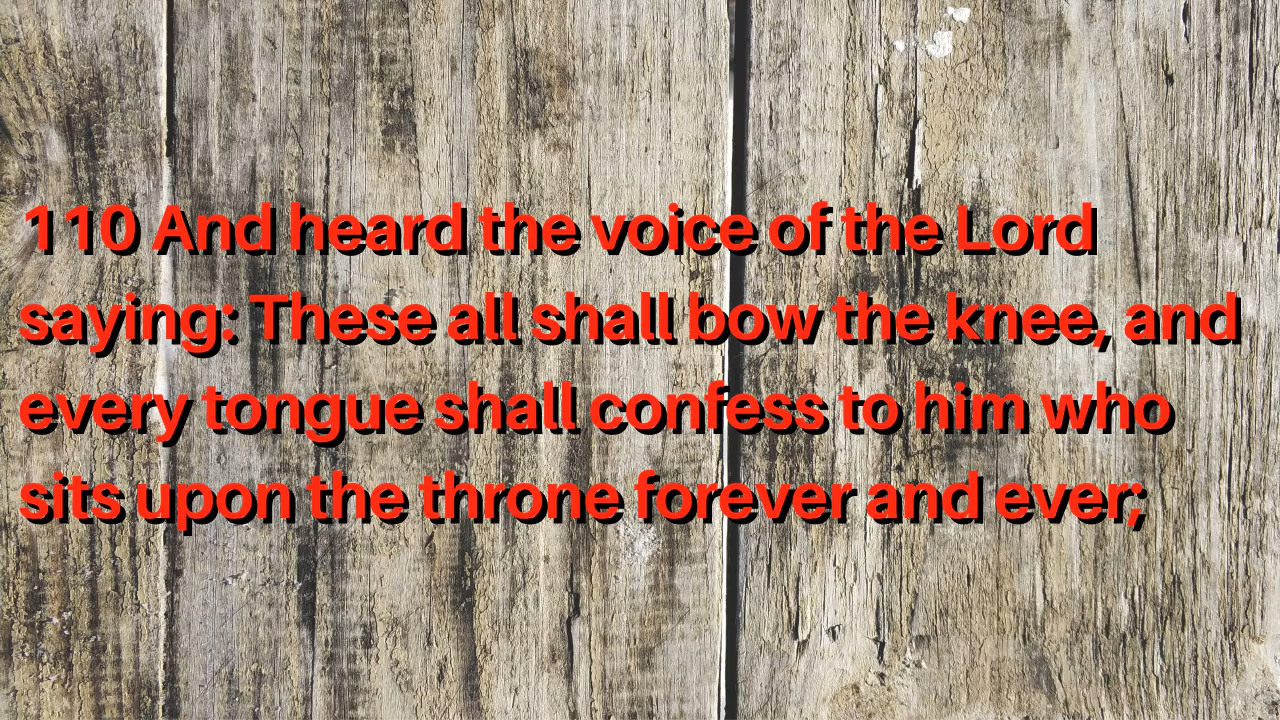 110 And heard the voice of the Lord
saying: These all shall bow the knee, and
every tongue shall confess to him who
sits upon the throne forever and ever;